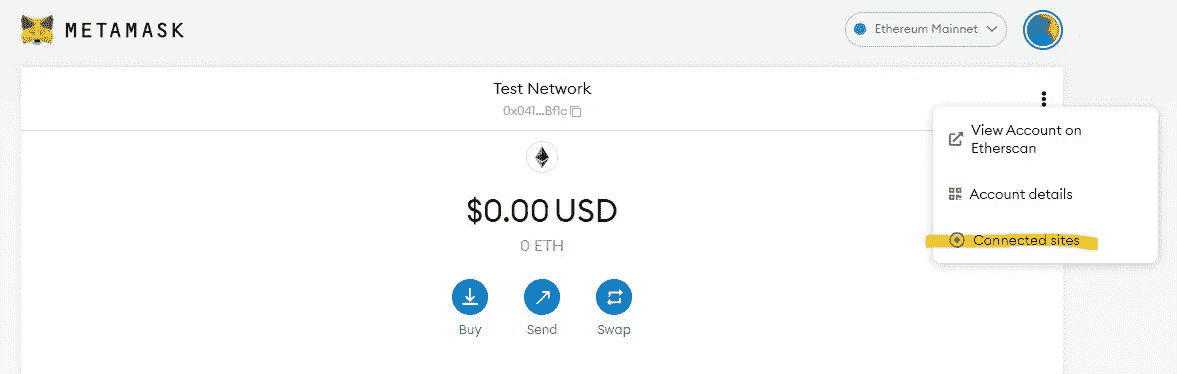 METAMASK
Ethereum Mainnet
Test Network
0x041...Bf1c
View Account on
Etherscan
Account details
Connected sites
$0.00 USD
0 ETH
Buy Send Swap